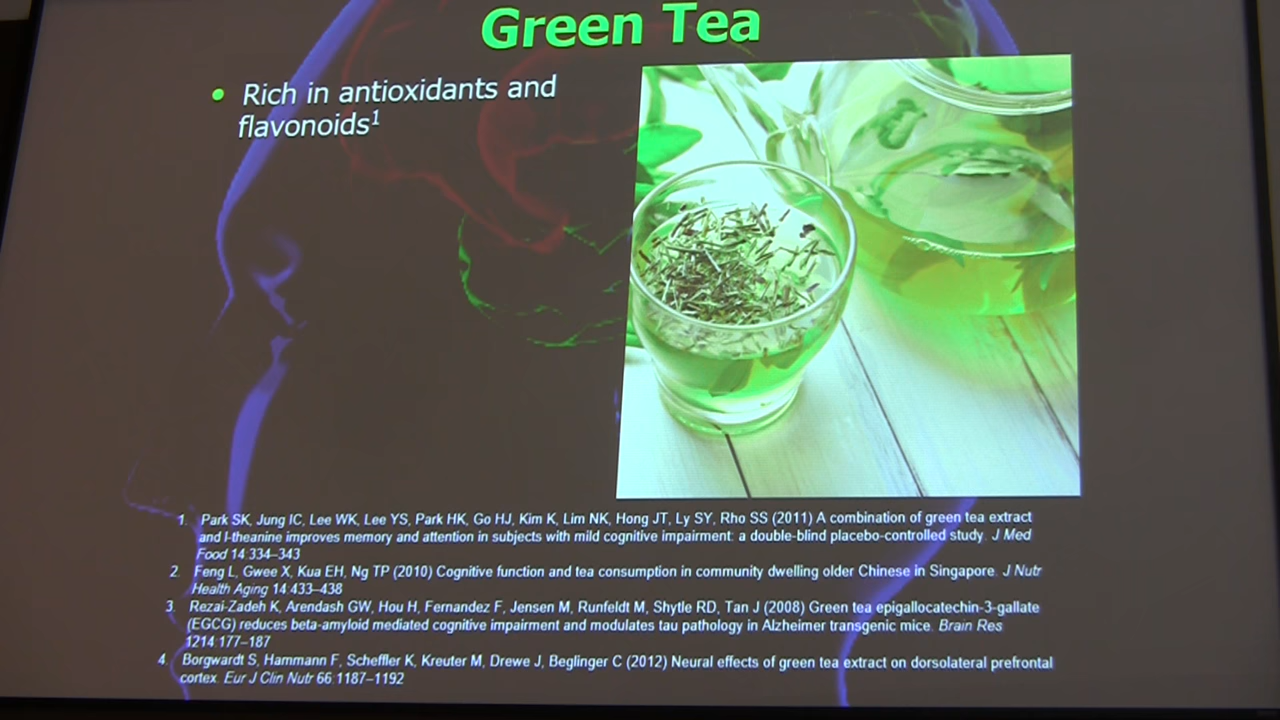 Green Tea
• Rich in antioxidants and
flavonoids¹
1. Park SK, Jung IC, Lee WK, Lee YS, Park HK, Go HJ, Kim K, Lim NK, Hong JT, Ly SY, Rho SS (2011) A combination of green tea extract
and l-theanine improves memory and attention in subjects with mild cognitive impairment: a double-blind placebo-controlled study. J Med
Food 14:334–343
2. Feng L, Gwee X, Kua EH, Ng TP (2010) Cognitive function and tea consumption in community dwelling older Chinese in Singapore. J Nutr
Health Aging 14:433–438
3. Rezai-Zadeh K, Arendash GW, Hou H, Fernandez F, Jensen M, Runfeldt M, Shytle RD, Tan J (2008) Green tea epigallocatechin-3-gallate
(EGCG) reduces beta-amyloid mediated cognitive impairment and modulates tau pathology in Alzheimer transgenic mice. Brain Res
1214:177–187
4. Borgwardt S, Hammann F, Scheffler K, Kreuter M, Drewe J, Beglinger C (2012) Neural effects of green tea extract on dorsolateral prefrontal
cortex. Eur J Clin Nutr 66:1187–1192